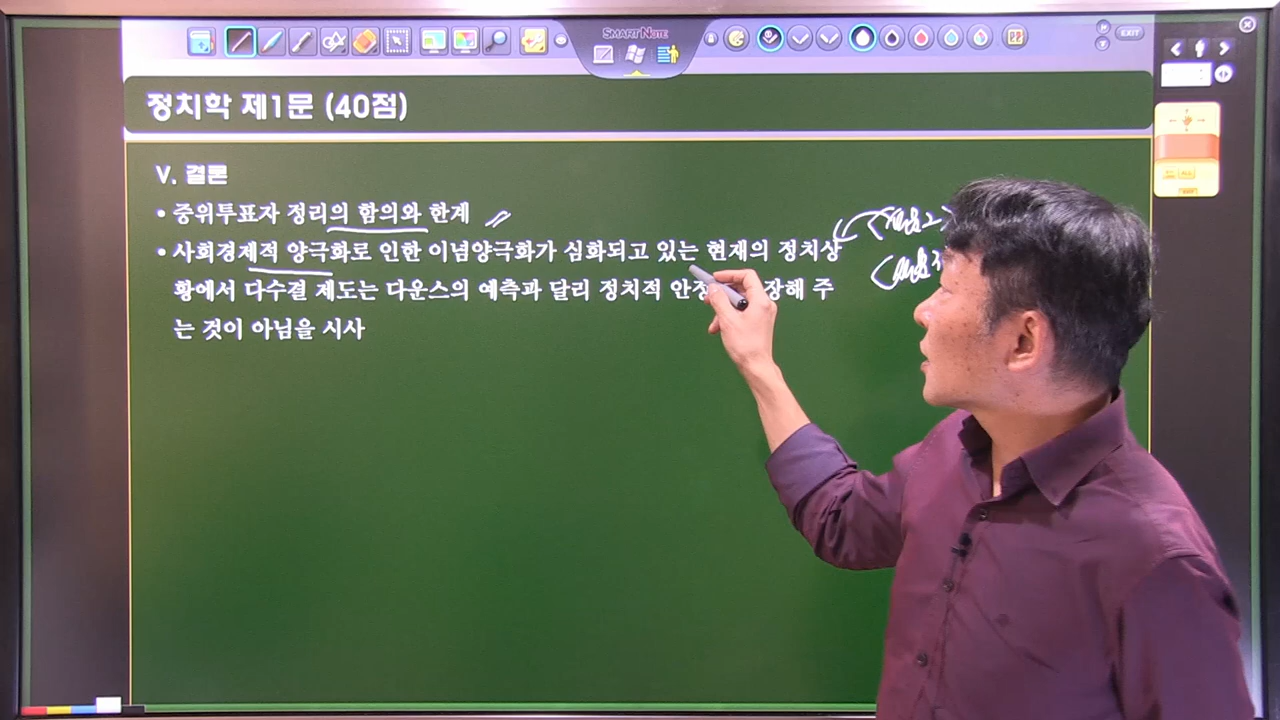 SMART NOTE
EXIT
정치학 제1문 (40점)
V. 결론
• 중위투표자 정리의 함의와 한계
• 사회경제적 양극화로 인한 이념양극화가 심화되고 있는 현재의 정치상
황에서 다수결 제도는 다운스의 예측과 달리 정치적 안정 장해 주
는 것이 아님을 시사